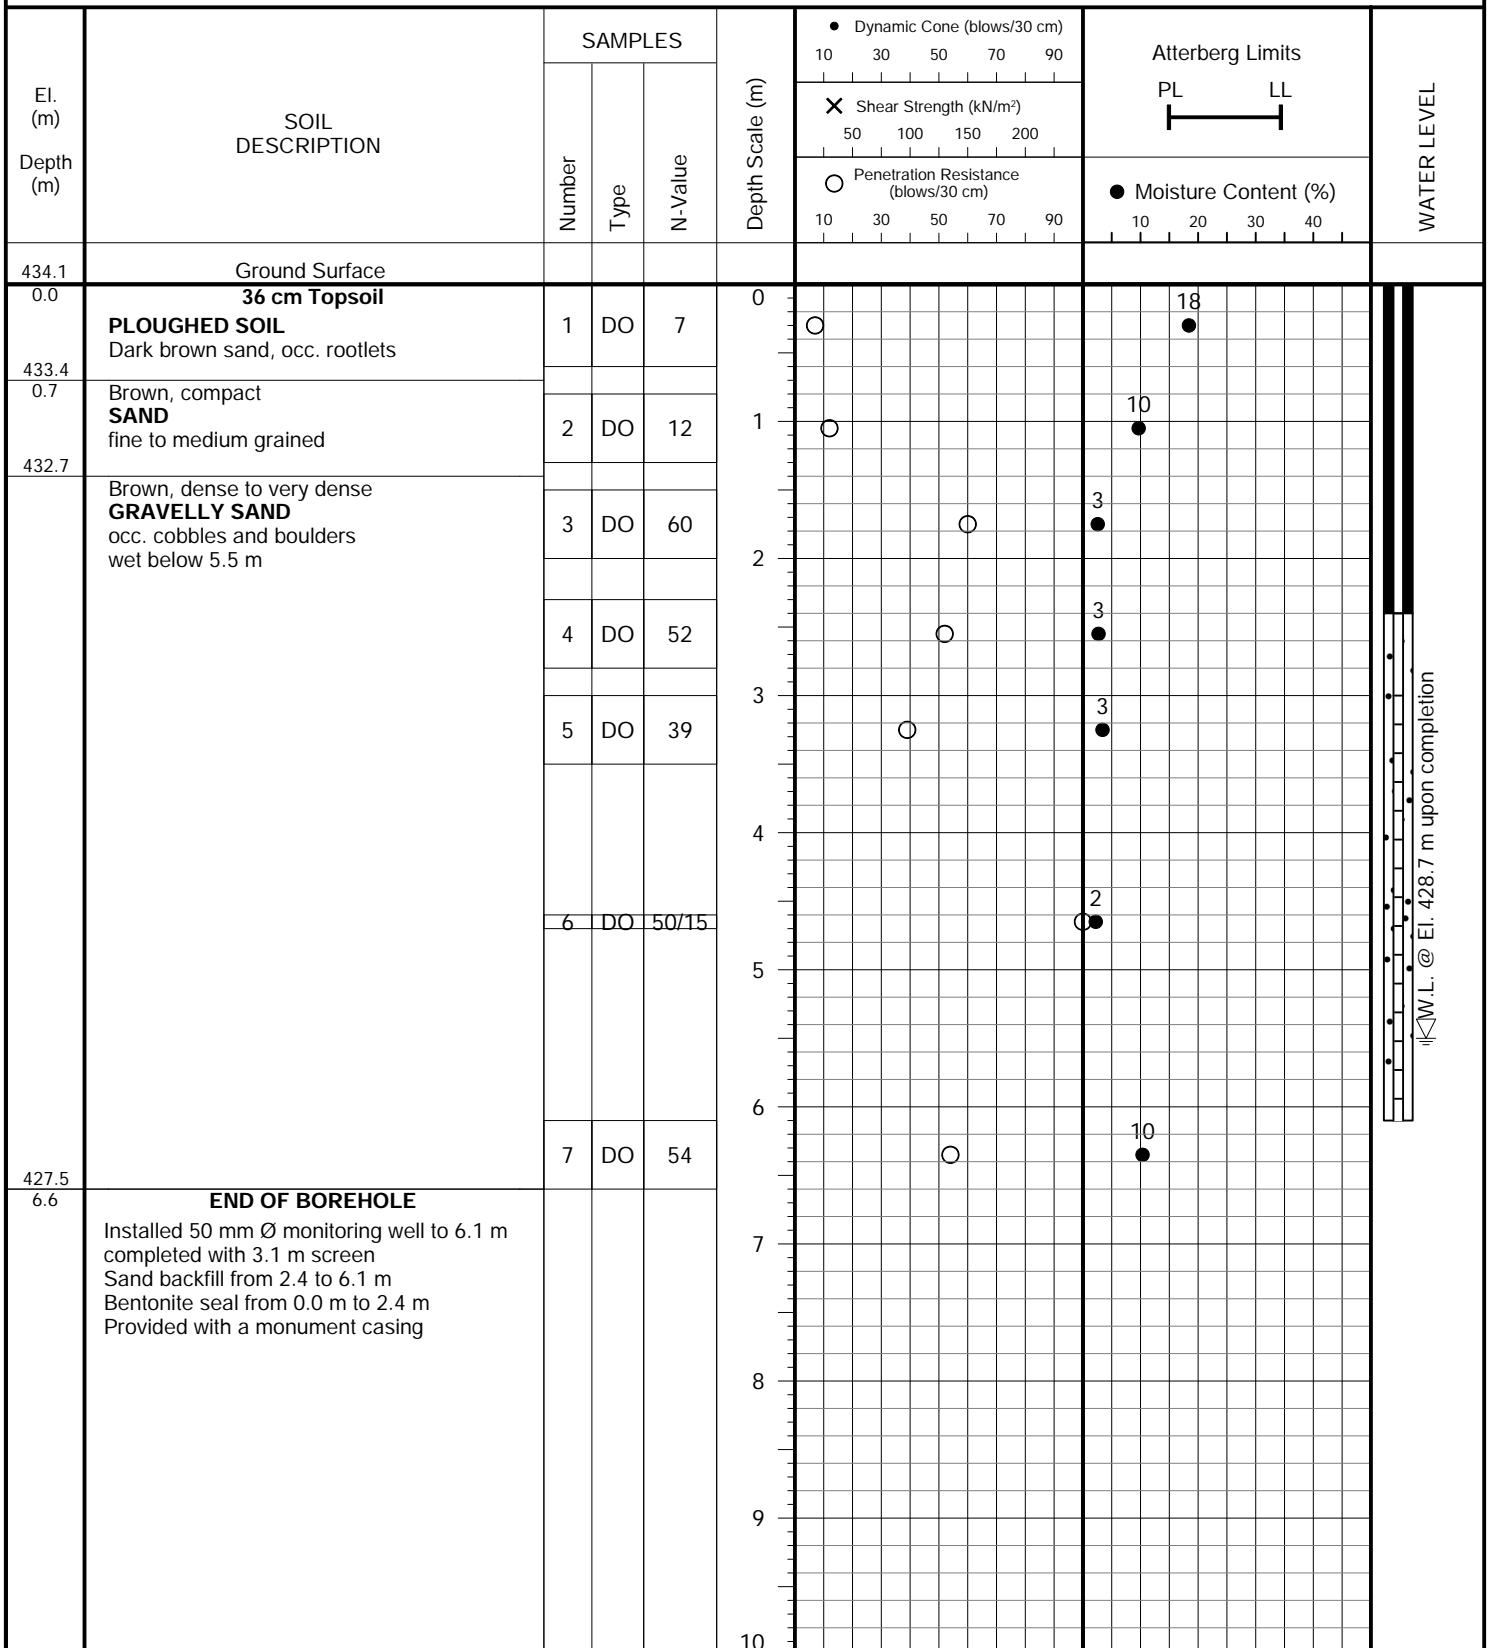 El.
(m)
Depth
(m)
SOIL
DESCRIPTION
SAMPLES
Number
Type
N-Value
Depth Scale (m)
Dynamic Cone (blows/30 cm)
10 30 50 70 90
Shear Strength (kN/m²)
50 100 150 200
Penetration Resistance
(blows/30 cm)
10 30 50 70 90
Atterberg Limits
PL LL
Moisture Content (%)
10 20 30 40
WATER LEVEL
434.1 Ground Surface
0.0 36 cm Topsoil
PLOUGHED SOIL
Dark brown sand, occ. rootlets
1 DO 7
0
18
433.4
0.7 Brown, compact
SAND
fine to medium grained
2 DO 12
1
10
432.7
Brown, dense to very dense
GRAVELLY SAND
occ. cobbles and boulders
wet below 5.5 m
3 DO 60
3
2
4 DO 52
3
3
5 DO 39
3
4
6 DO 50/15
2
5
W.L. @ El. 428.7 m upon completion
6
7 DO 54
10
427.5
6.6 END OF BOREHOLE
Installed 50 mm Ø monitoring well to 6.1 m
completed with 3.1 m screen
Sand backfill from 2.4 to 6.1 m
Bentonite seal from 0.0 m to 2.4 m
Provided with a monument casing
7
8
9
10